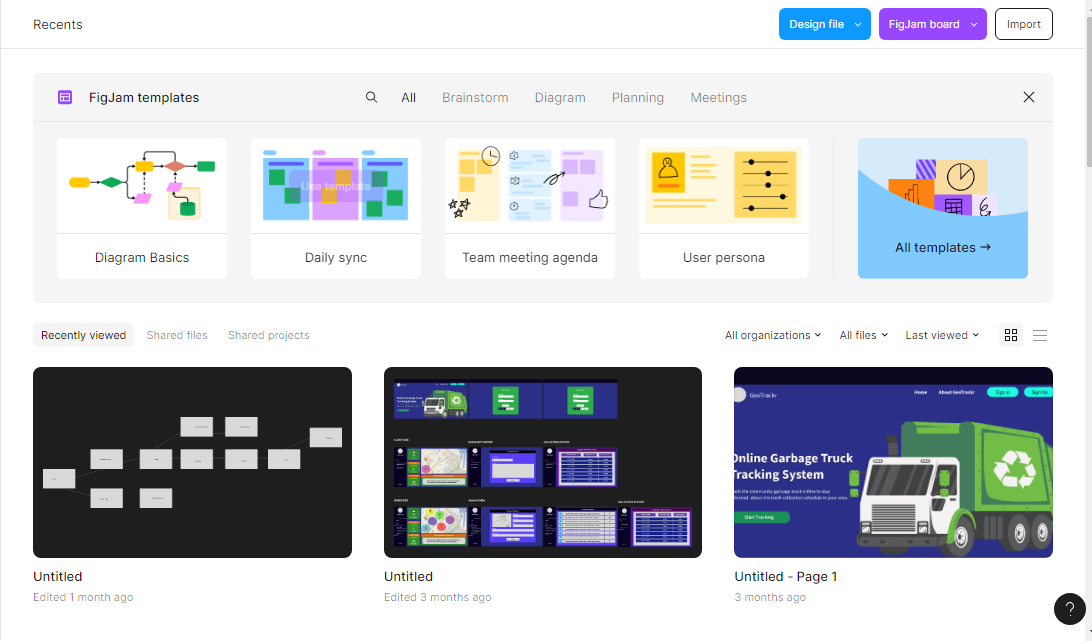 Recents
Design file
FigJam board
Import
FigJam templates
All
Brainstorm
Diagram
Planning
Meetings
Use template
Diagram Basics
Daily sync
Team meeting agenda
User persona
All templates →
Recently viewed
Shared files
Shared projects
All organizations
All files
Last viewed
GeoTrackr
Home
About GeoTrackr
Sign In
Sign Up
Online Garbage Truck
Tracking System
Start Tracking
Untitled
Edited 1 month ago
Untitled
Edited 3 months ago
Untitled - Page 1
3 months ago
?